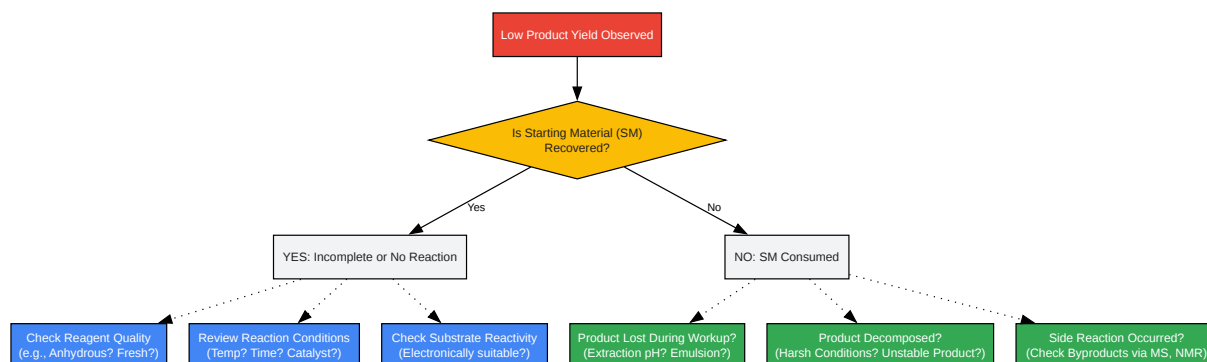 Low Product Yield Observed
Is Starting Material (SM)
Recovered?
Yes
No
YES: Incomplete or No Reaction
NO: SM Consumed
Check Reagent Quality
(e.g., Anhydrous? Fresh?)
Review Reaction Conditions
(Temp? Time? Catalyst?)
Check Substrate Reactivity
(Electronically suitable?)
Product Lost During Workup?
(Extraction pH? Emulsion?)
Product Decomposed?
(Harsh Conditions? Unstable Product?)
Side Reaction Occurred?
(Check Byproducts via MS, NMR)